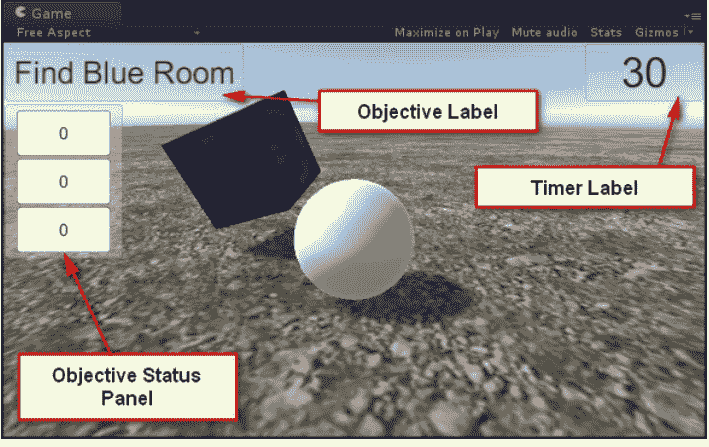 Game
Free Aspect
Maximize on Play Mute audio Stats Gizmos
Find Blue Room
30
Objective Label
0
Timer Label
0
0
Objective Status
Panel